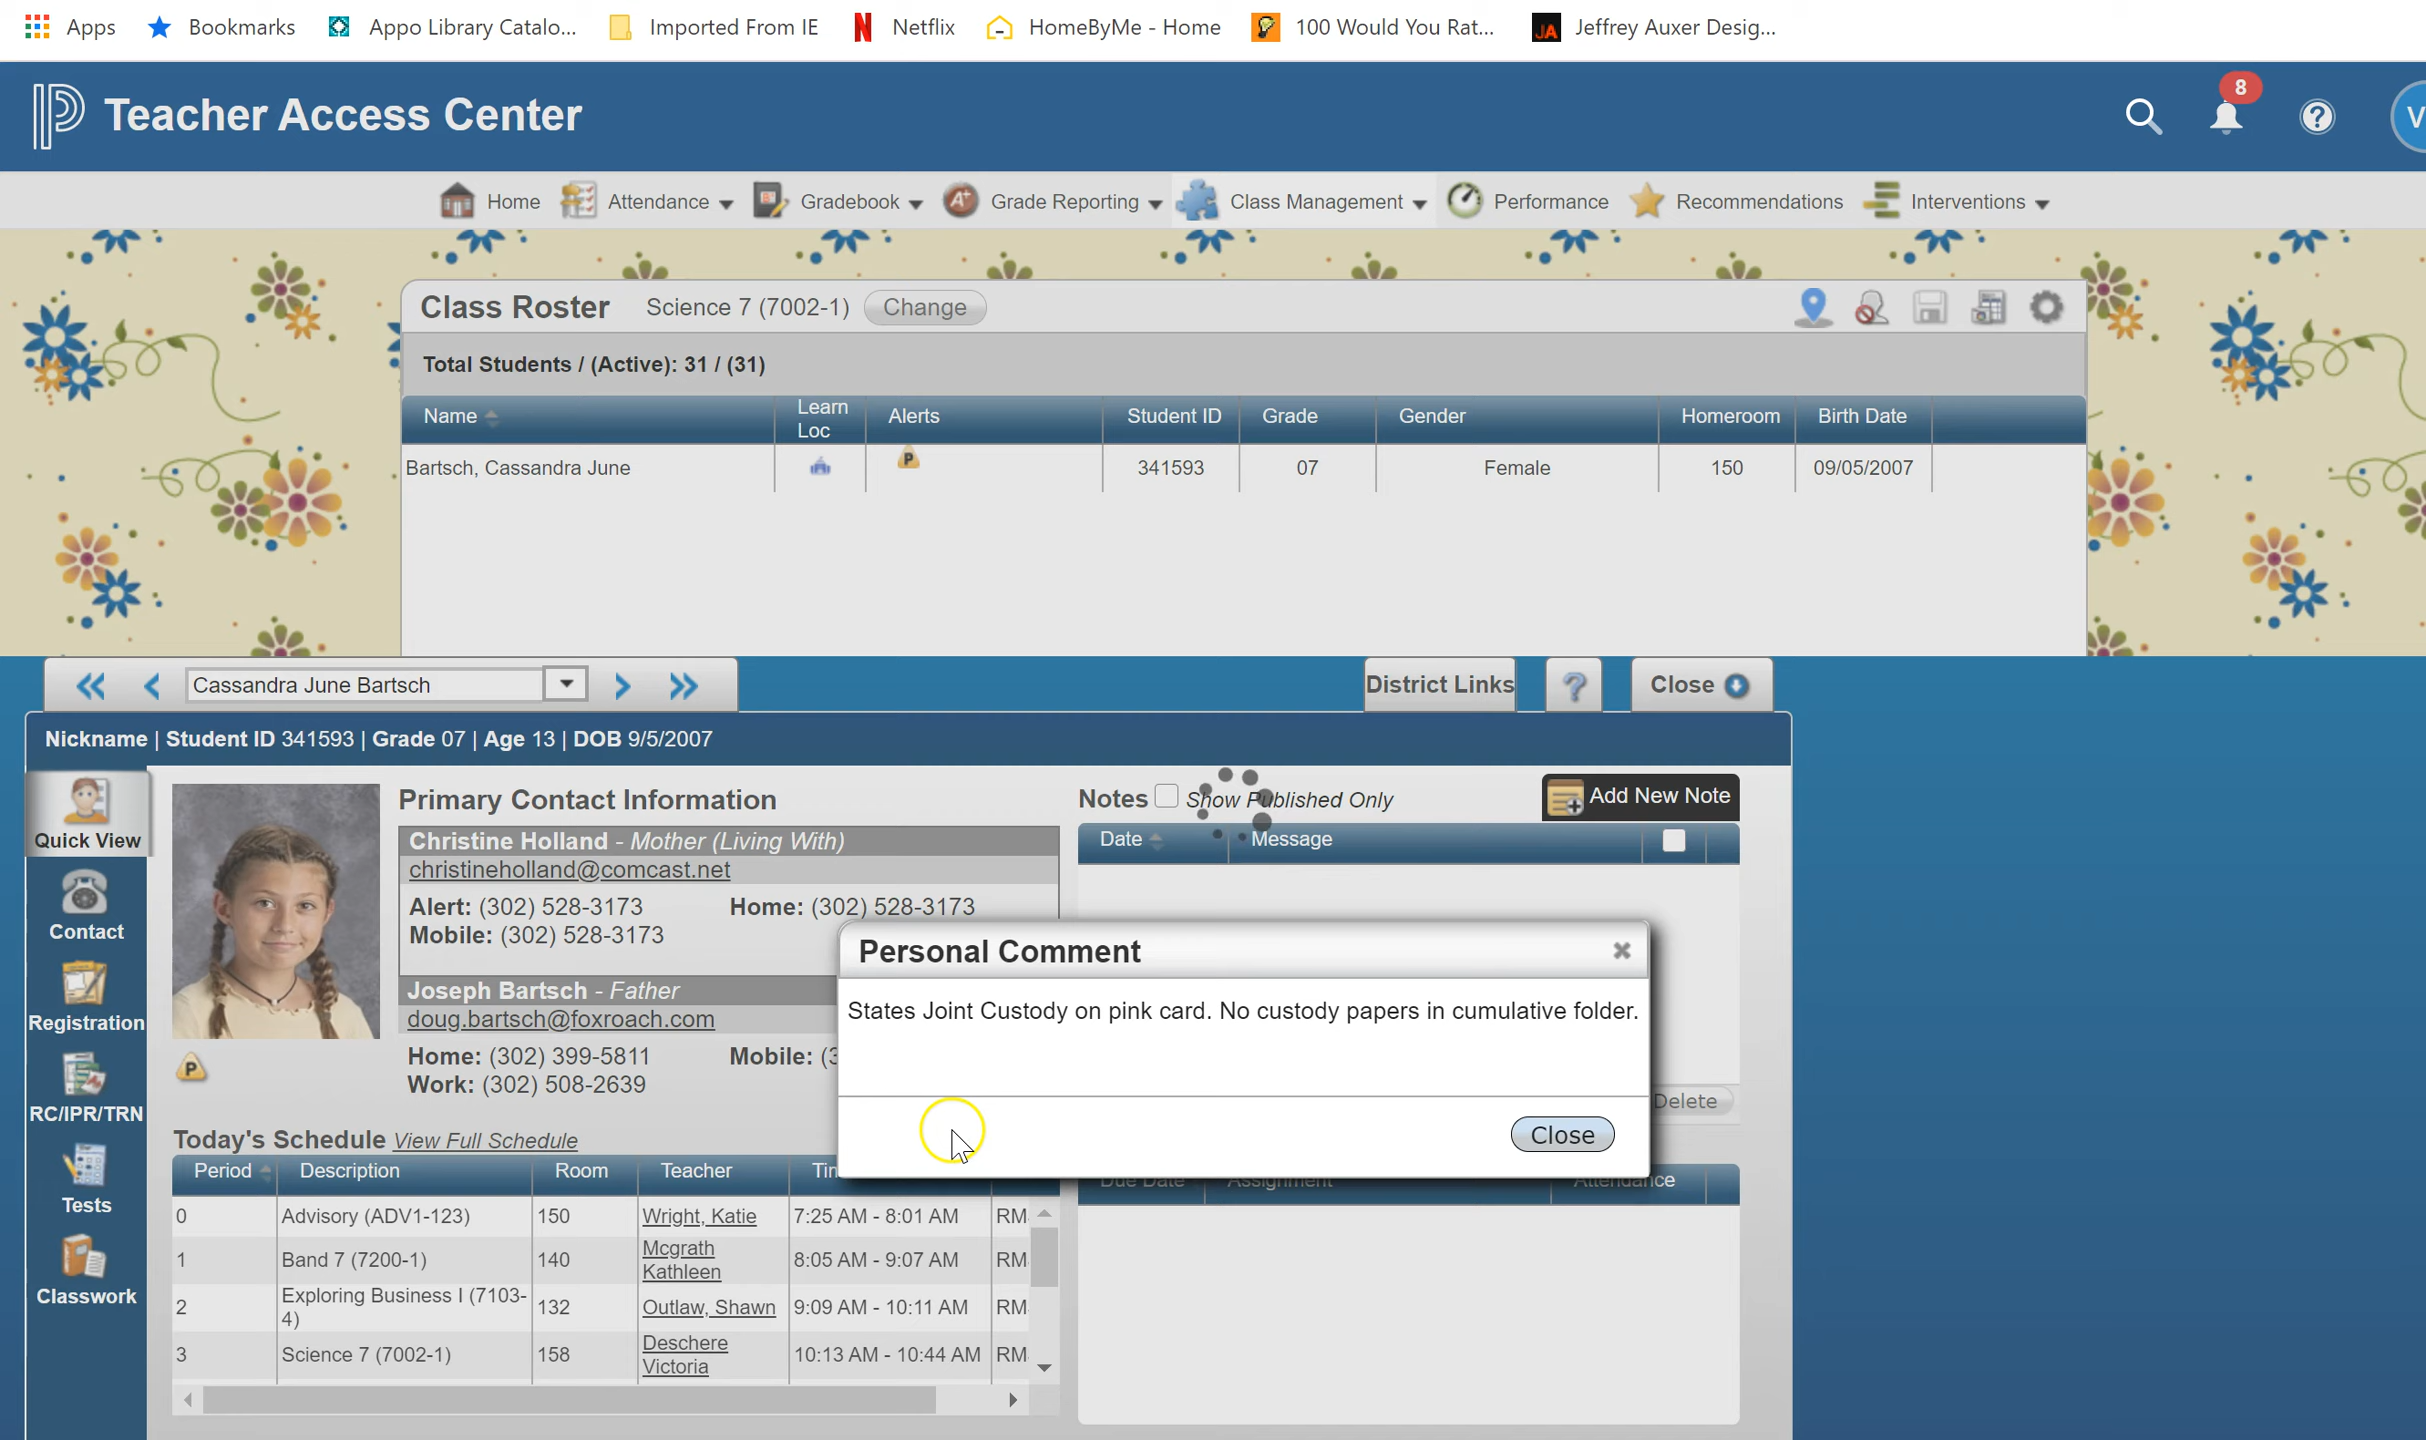 Apps Bookmarks Appo Library Catalo... Imported From IE Netflix HomeByMe - Home 100 Would You Rat... JA Jeffrey Auxer Desig...
Teacher Access Center 8 ? V
Home Attendance Gradebook Grade Reporting Class Management Performance Recommendations Interventions
Class Roster Science 7 (7002-1) Change
Total Students / (Active): 31 / (31)
Name Learn Loc Alerts Student ID Grade Gender Homeroom Birth Date
Bartsch, Cassandra June P 341593 07 Female 150 09/05/2007
Cassandra June Bartsch District Links ? Close
Nickname | Student ID 341593 | Grade 07 | Age 13 | DOB 9/5/2007
Quick View
Contact
Registration
RC/IPR/TRN
Tests
Classwork
P
Primary Contact Information
Christine Holland - Mother (Living With)
christineholland@comcast.net
Alert: (302) 528-3173 Home: (302) 528-3173
Mobile: (302) 528-3173
Joseph Bartsch - Father
doug.bartsch@foxroach.com
Home: (302) 399-5811 Mobile: (3
Work: (302) 508-2639
Notes Show Published Only Add New Note
Date Message
Personal Comment
States Joint Custody on pink card. No custody papers in cumulative folder.
Close
Delete
Due Date Assignment Attendance
Today's Schedule View Full Schedule
Period Description Room Teacher Tim
0 Advisory (ADV1-123) 150 Wright, Katie 7:25 AM - 8:01 AM RM
1 Band 7 (7200-1) 140 Mcgrath Kathleen 8:05 AM - 9:07 AM RM
2 Exploring Business I (7103-4) 132 Outlaw, Shawn 9:09 AM - 10:11 AM RM
3 Science 7 (7002-1) 158 Deschere Victoria 10:13 AM - 10:44 AM RM